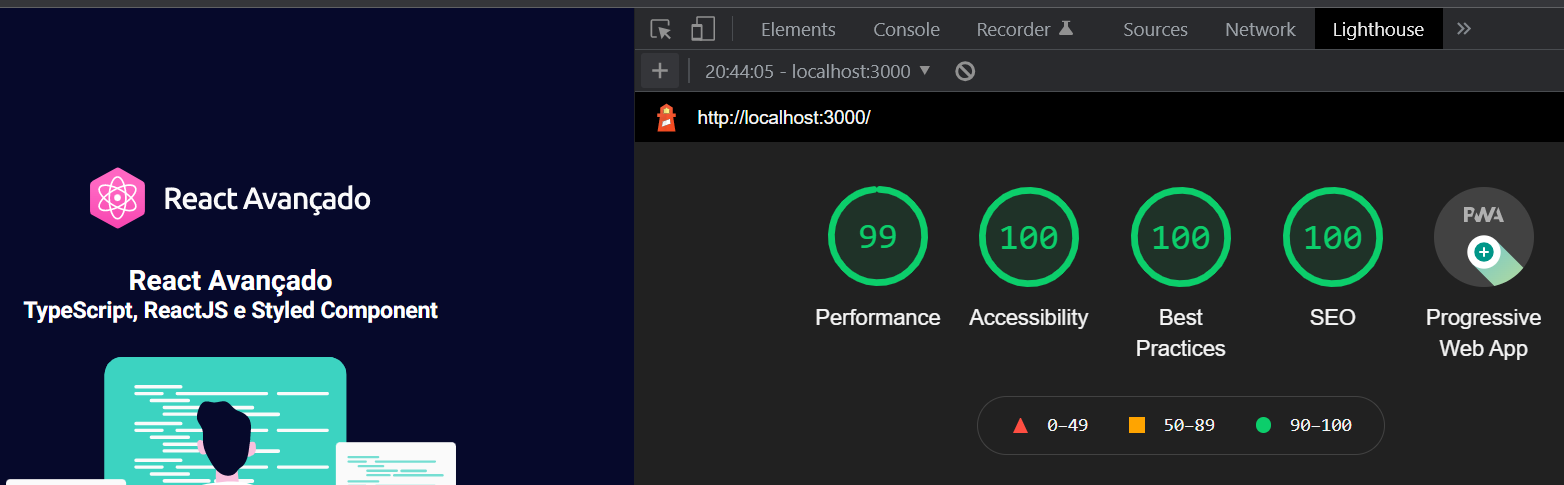 React Avançado
React Avançado
TypeScript, ReactJS e Styled Component
Elements Console Recorder Sources Network Lighthouse
20:44:05 - localhost:3000
http://localhost:3000/
99 100 100 100 PWA
Performance Accessibility Best Practices SEO Progressive Web App
0–49 50–89 90–100